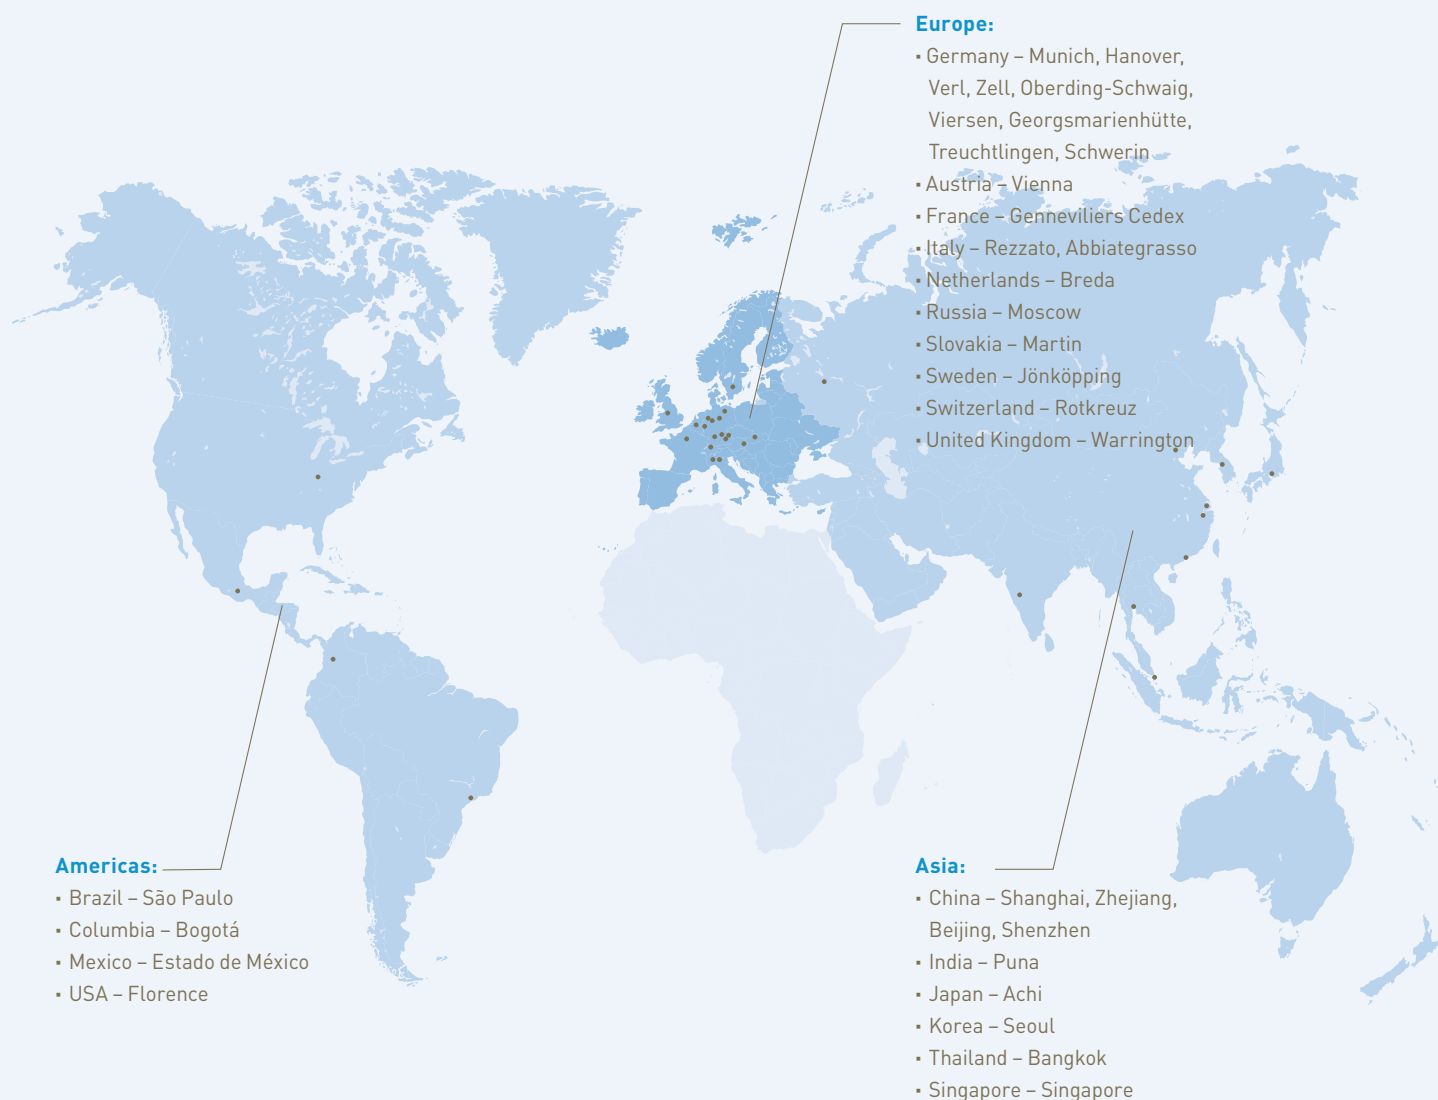 Europe:
▪ Germany – Munich, Hanover,
Verl, Zell, Oberding-Schwaig,
Viersen, Georgsmarienhütte,
Treuchtlingen, Schwerin
▪ Austria – Vienna
▪ France – Genneviliers Cedex
▪ Italy – Rezzato, Abbiategrasso
▪ Netherlands – Breda
▪ Russia – Moscow
▪ Slovakia – Martin
▪ Sweden – Jönköpping
▪ Switzerland – Rotkreuz
▪ United Kingdom – Warrington
Americas:
▪ Brazil – São Paulo
▪ Columbia – Bogotá
▪ Mexico – Estado de México
▪ USA – Florence
Asia:
▪ China – Shanghai, Zhejiang,
Beijing, Shenzhen
▪ India – Puna
▪ Japan – Achi
▪ Korea – Seoul
▪ Thailand – Bangkok
▪ Singapore – Singapore